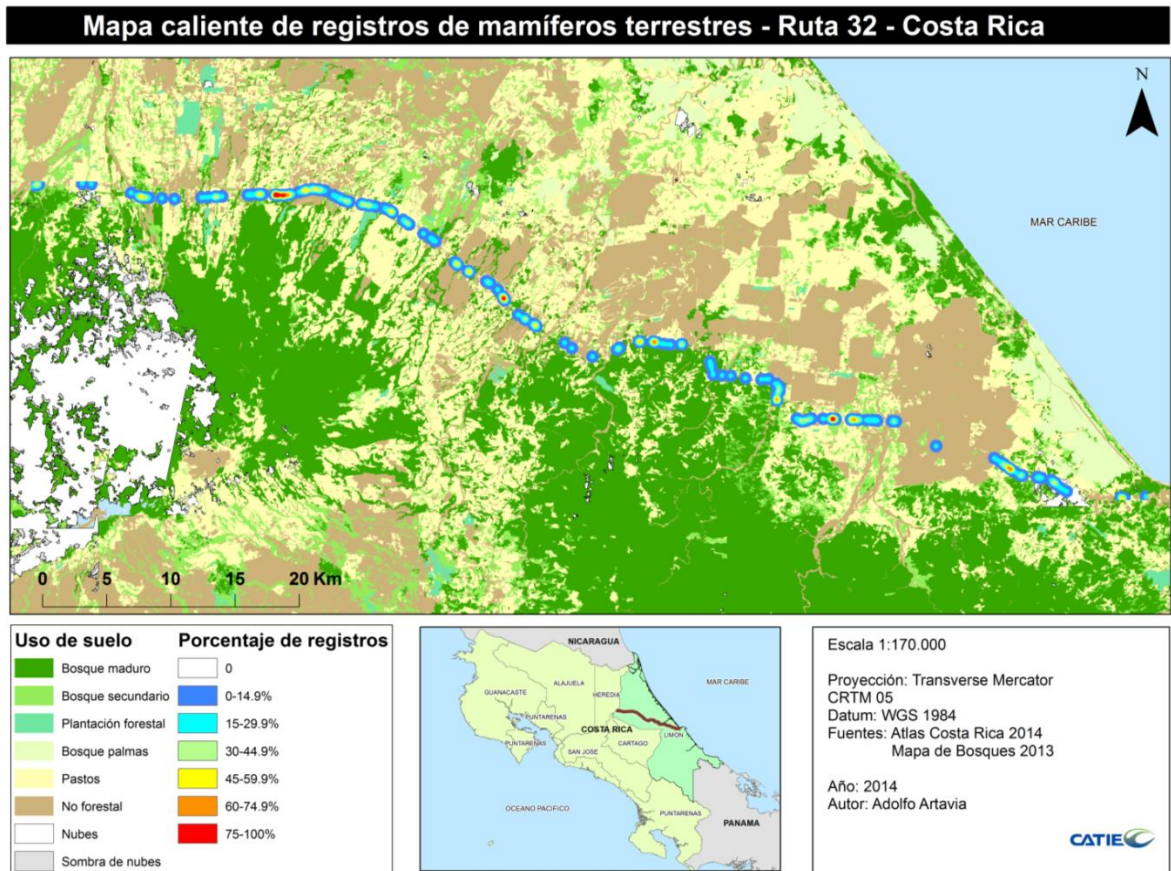 Mapa caliente de registros de mamíferos terrestres - Ruta 32 - Costa Rica
N
MAR CARIBE
0 5 10 15 20 Km
Uso de suelo
Bosque maduro
Bosque secundario
Plantación forestal
Bosque palmas
Pastos
No forestal
Nubes
Sombra de nubes
Porcentaje de registros
0
0-14.9%
15-29.9%
30-44.9%
45-59.9%
60-74.9%
75-100%
NICARAGUA
MAR CARIBE
ALAJUELA
GUANACASTE
HEREDIA
PUNTARENAS
COSTA RICA
LIMON
PUNTARENAS
SAN JOSE
CARTAGO
OCEANO PACIFICO
PUNTARENAS
PANAMA
Escala 1:170.000
Proyección: Transverse Mercator
CRTM 05
Datum: WGS 1984
Fuentes: Atlas Costa Rica 2014
Mapa de Bosques 2013
Año: 2014
Autor: Adolfo Artavia
CATIE